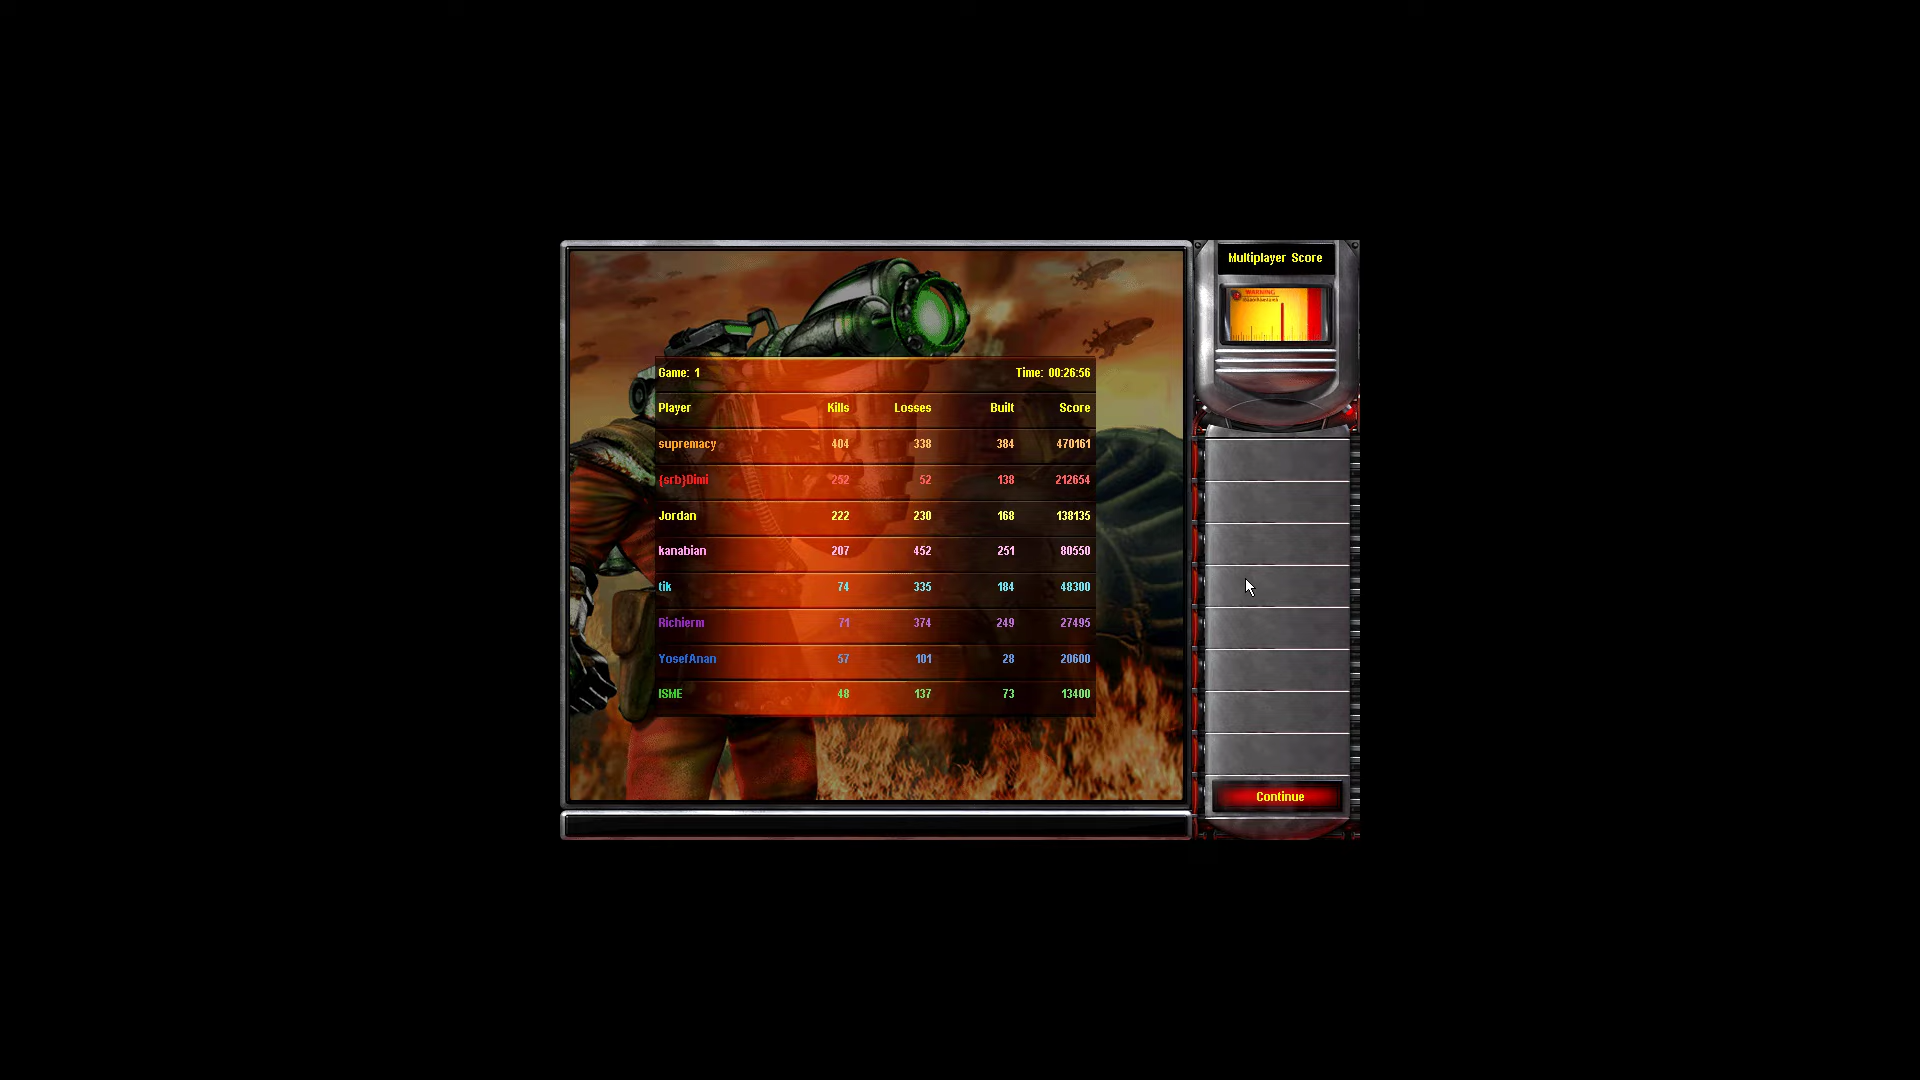 Multiplayer Score
WARNING
Game: 1 Time: 00:26:56
Player Kills Losses Built Score
supremacy 404 338 384 470161
{srb}Dimi 252 52 138 212654
Jordan 222 230 168 138135
kanabian 207 452 251 80550
tik 74 335 184 48300
Richierm 71 374 249 27495
YosefAnan 57 101 28 20600
ISME 48 137 73 13400
Continue